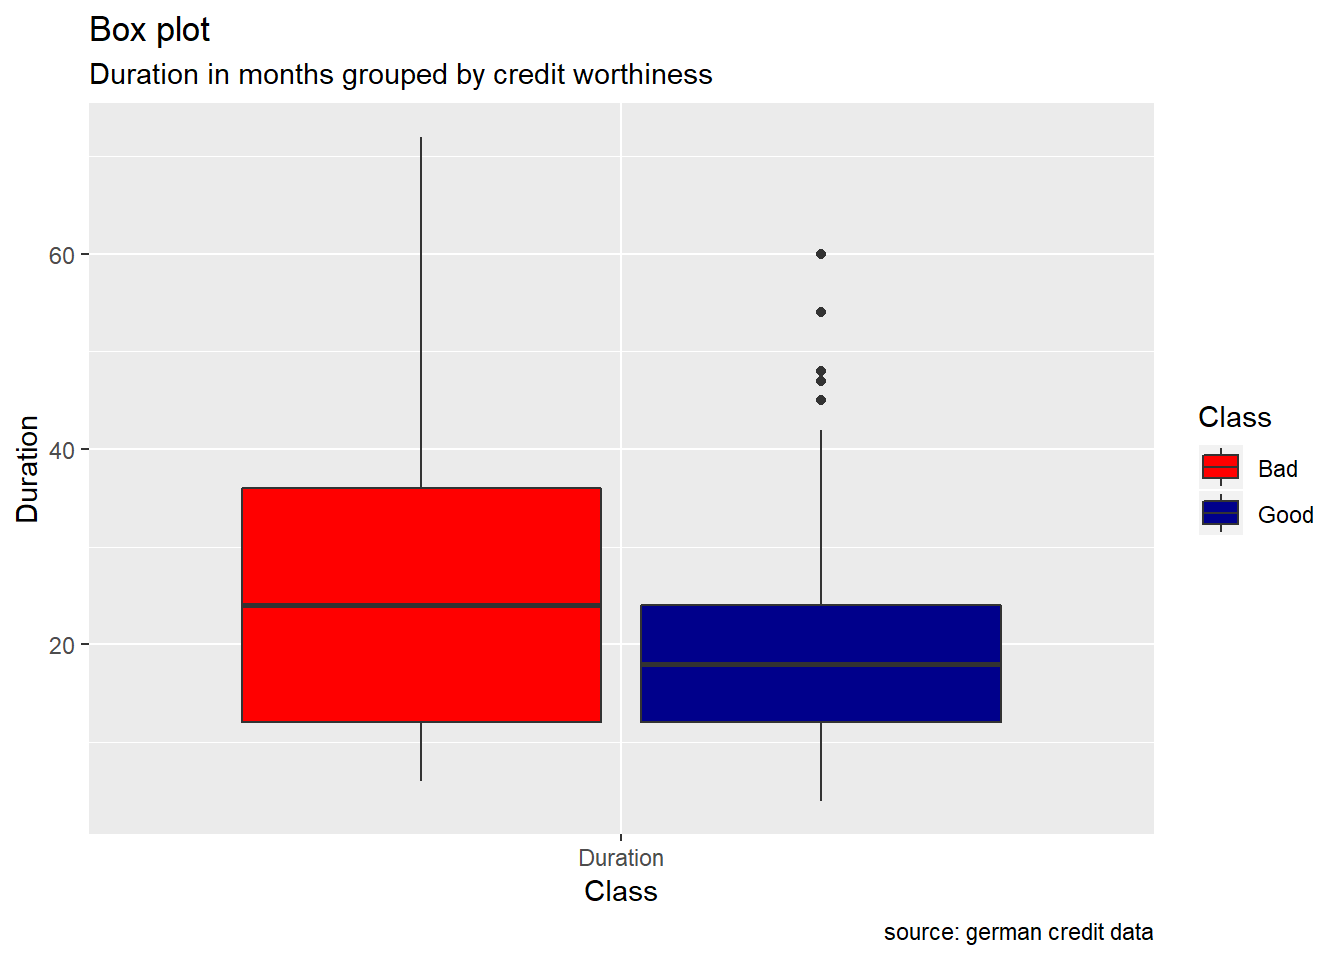 Box plot
Duration in months grouped by credit worthiness
Duration
60
40
20
Duration
Class
Class
Bad
Good
source: german credit data